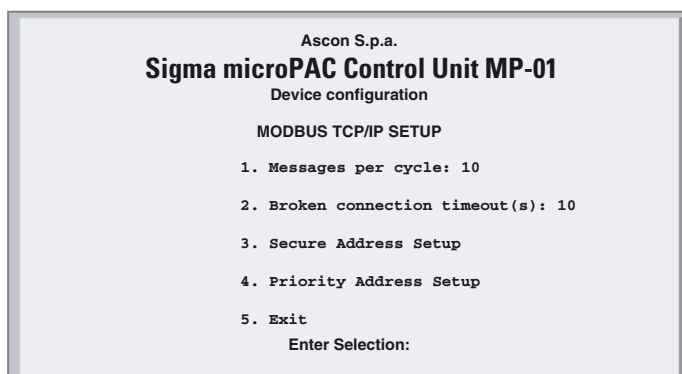 Ascon S.p.a.
Sigma microPAC Control Unit MP-01
Device configuration
MODBUS TCP/IP SETUP
1. Messages per cycle: 10
2. Broken connection timeout(s): 10
3. Secure Address Setup
4. Priority Address Setup
5. Exit
Enter Selection: